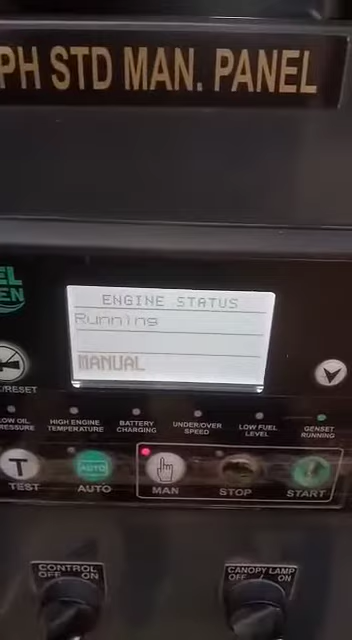 PH STD MAN. PANEL
EL
EN
ENGINE STATUS
Running
MANUAL
/RESET
LOW OIL PRESSURE
HIGH ENGINE TEMPERATURE
BATTERY CHARGING
UNDER/OVER SPEED
LOW FUEL LEVEL
GENSET RUNNING
T
AUTO
TEST
AUTO
MAN
STOP
START
CONTROL
OFF ON
CANOPY LAMP
OFF / ON